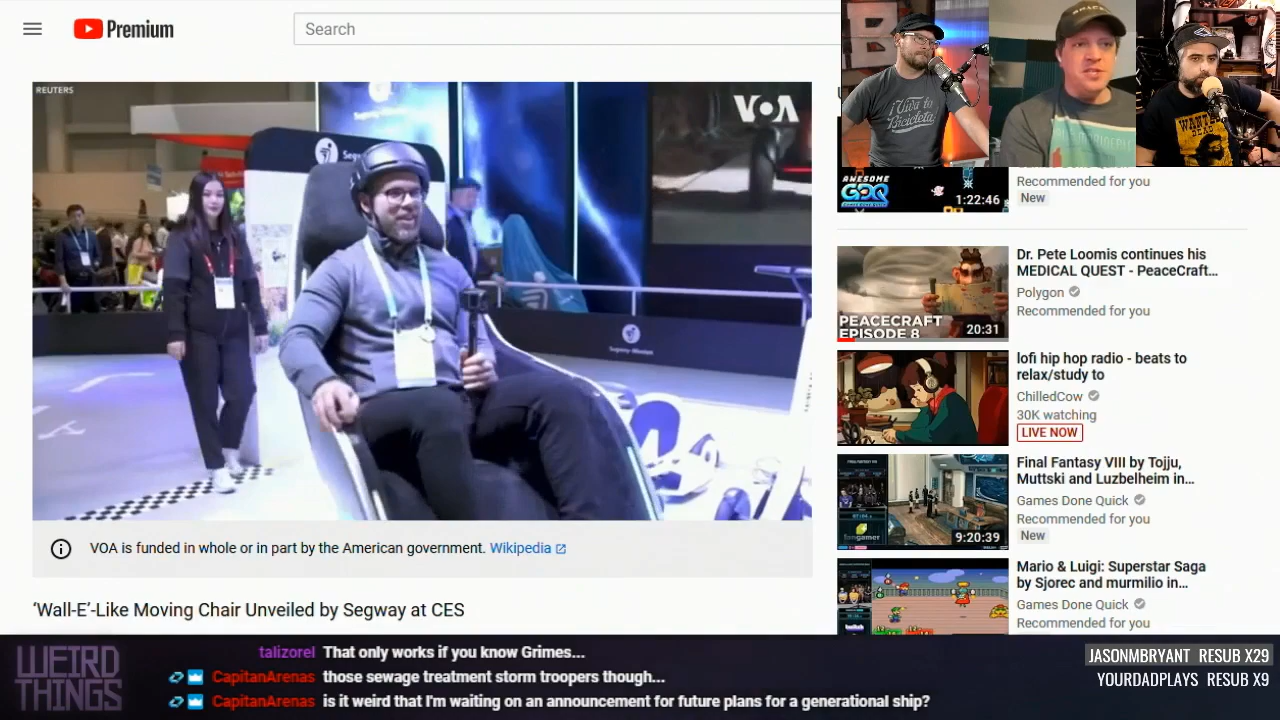 Premium
Search
REUTERS
VOA
¡Viva la
Bicicleta!
WANTED
DEAD
AWESOME
GDQ
1:22:46
Recommended for you
New
Dr. Pete Loomis continues his
MEDICAL QUEST - PeaceCraft...
Polygon
Recommended for you
PEACECRAFT
EPISODE 8
20:31
lofi hip hop radio - beats to
relax/study to
ChilledCow
30K watching
LIVE NOW
Final Fantasy VIII by Tojju,
Muttski and Luzbelheim in...
Games Done Quick
Recommended for you
New
9:20:39
Mario & Luigi: Superstar Saga
by Sjorec and murmilio in...
Games Done Quick
Recommended for you
VOA is funded in whole or in part by the American government. Wikipedia
‘Wall-E’-Like Moving Chair Unveiled by Segway at CES
WEIRD
THINGS
talizorel That only works if you know Grimes...
CapitanArenas those sewage treatment storm troopers though...
CapitanArenas is it weird that I'm waiting on an announcement for future plans for a generational ship?
JASONMBRYANT RESUB X29
YOURDADPLAYS RESUB X9